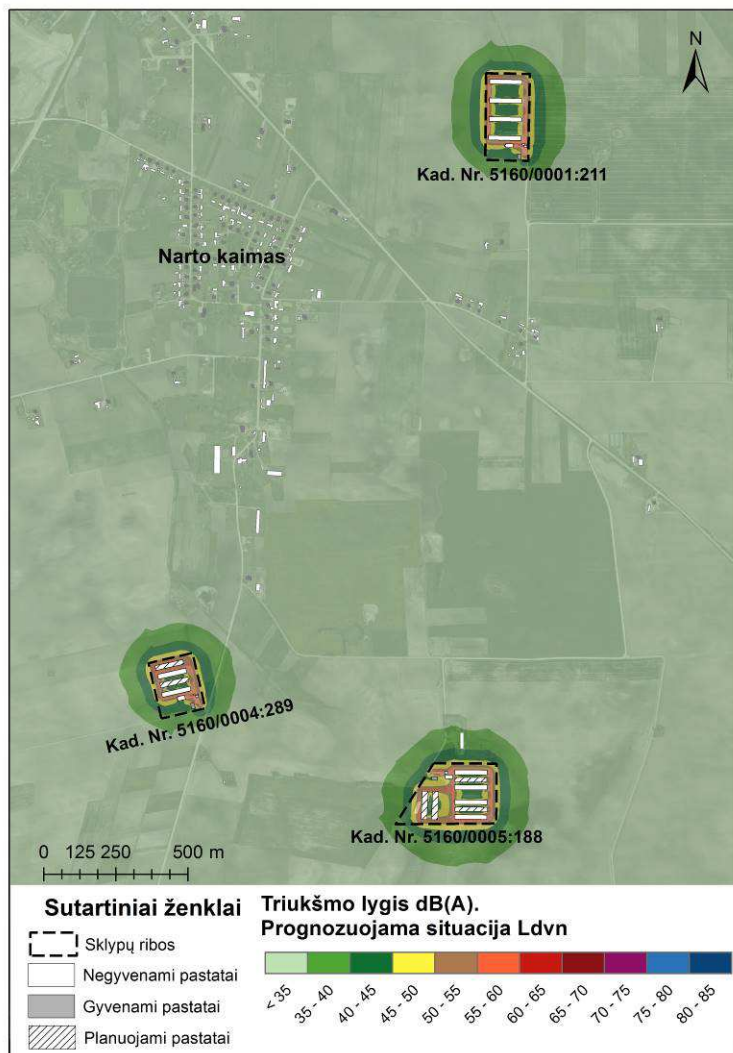 N
Kad. Nr. 5160/0001:211
Narto kaimas
Kad. Nr. 5160/0004:289
Kad. Nr. 5160/0005:188
0 125 250 500 m
Sutartiniai ženklai
Sklypų ribos
Negyvenami pastatai
Gyvenami pastatai
Planuojami pastatai
Triukšmo lygis dB(A).
Prognozuojama situacija Ldvn
< 35
35 - 40
40 - 45
45 - 50
50 - 55
55 - 60
60 - 65
65 - 70
70 - 75
75 - 80
80 - 85